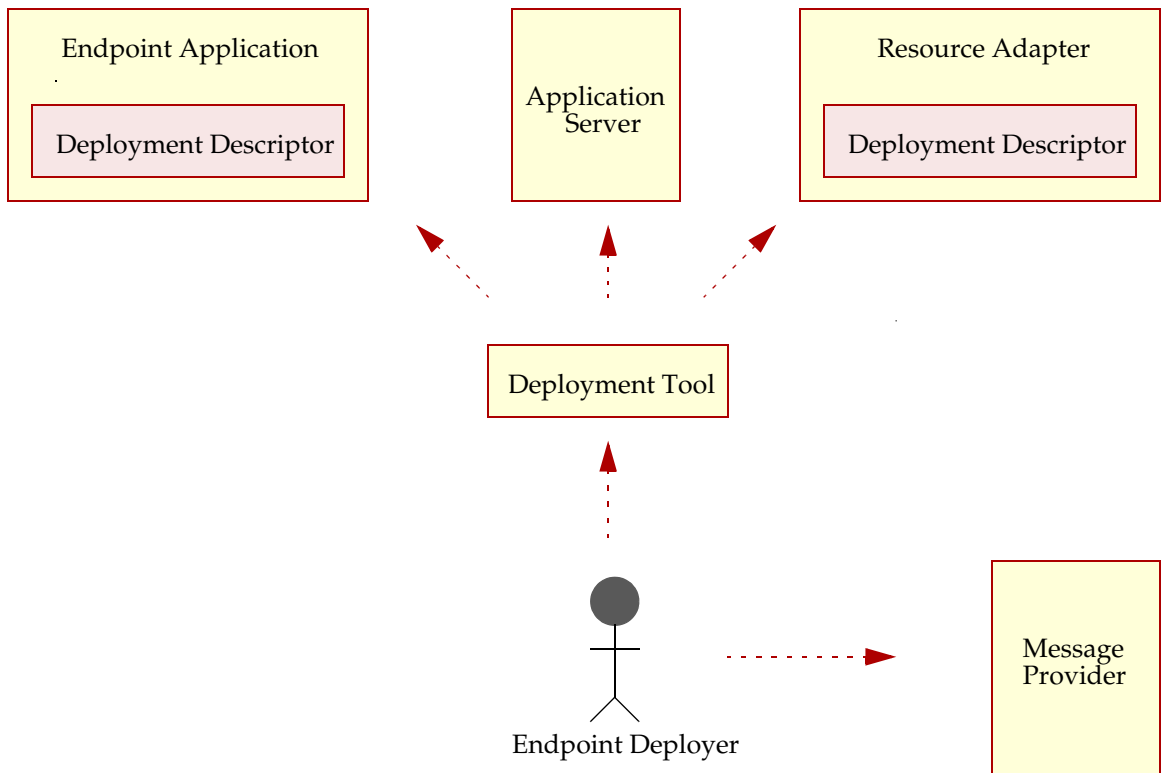 Endpoint Application
Deployment Descriptor
Application
Server
Resource Adapter
Deployment Descriptor
Deployment Tool
Message
Provider
Endpoint Deployer